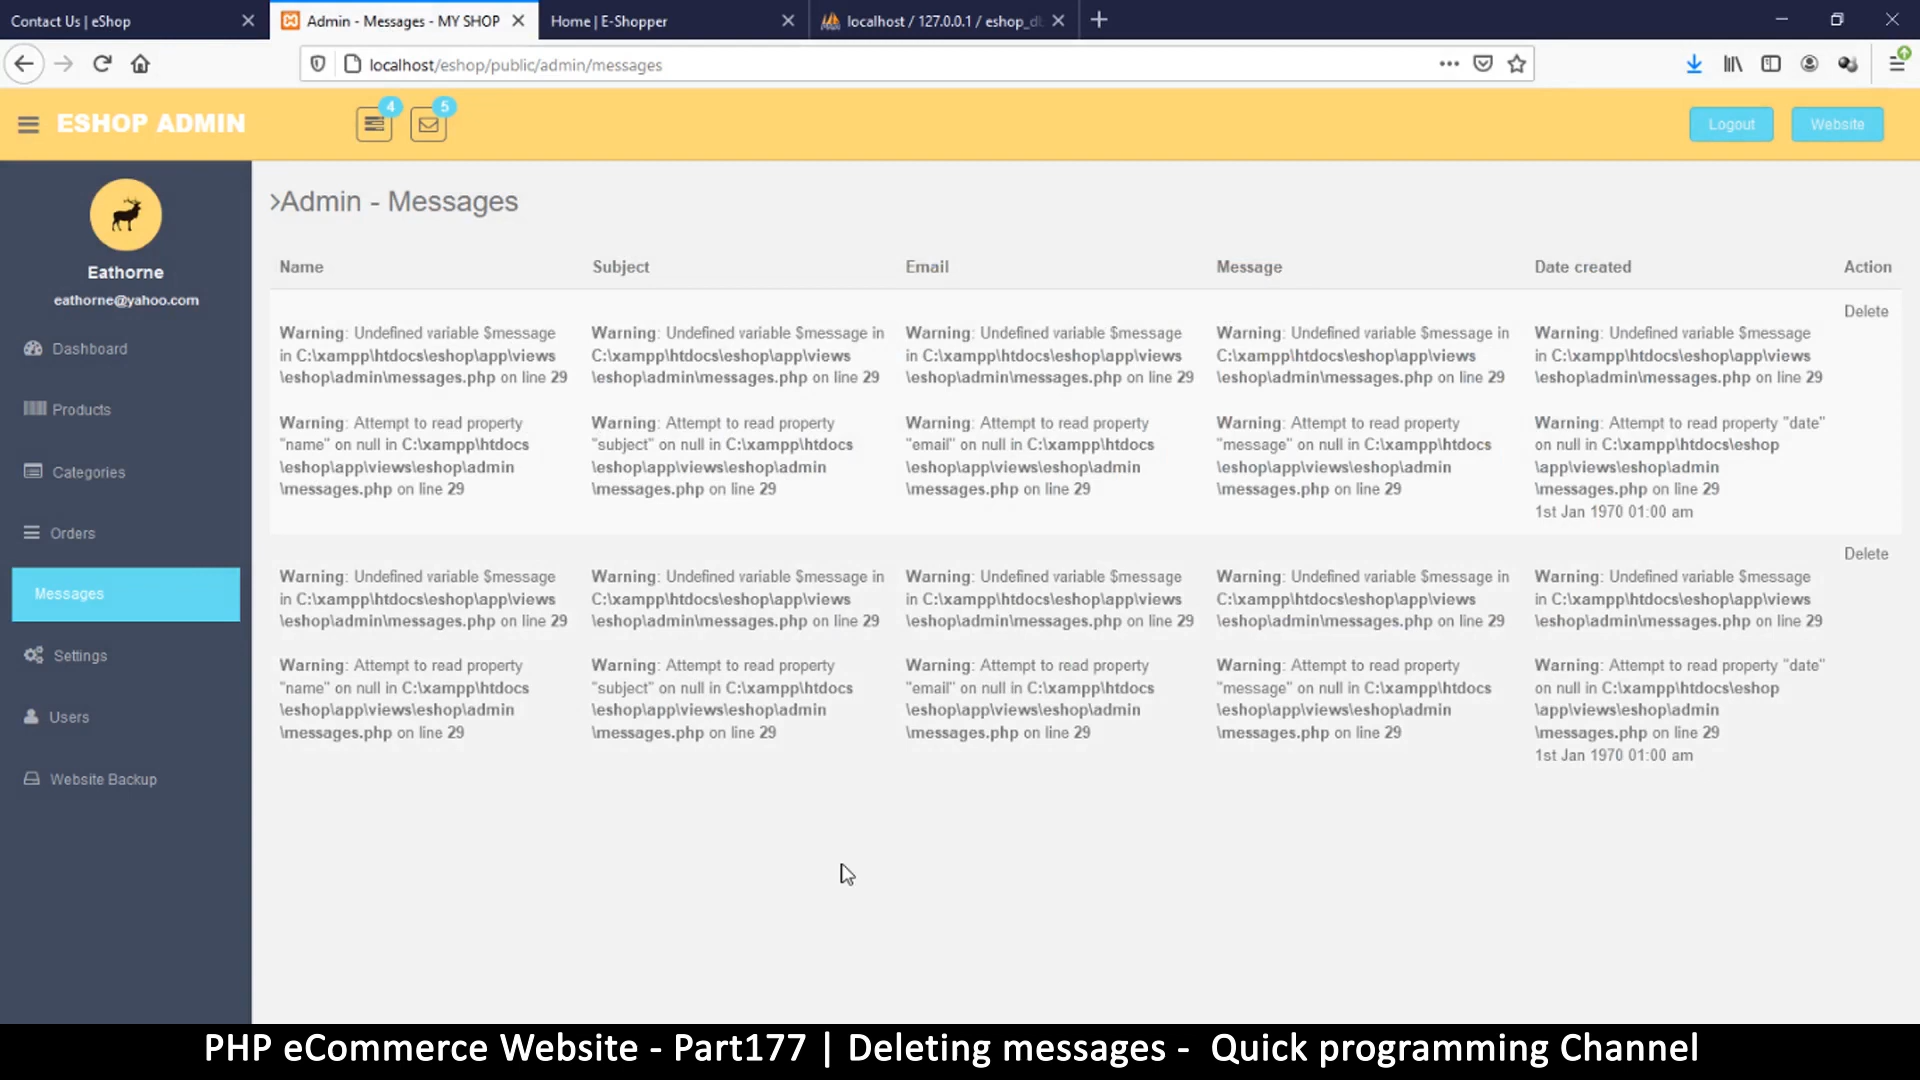 Contact Us | eShop
Admin - Messages - MY SHOP
Home | E-Shopper
localhost / 127.0.0.1 / eshop_db
localhost/eshop/public/admin/messages
ESHOP ADMIN
4
5
Logout
Website
Eathorne
eathorne@yahoo.com
Dashboard
Products
Categories
Orders
Messages
Settings
Users
Website Backup
Admin - Messages
Name Subject Email Message Date created Action
Warning: Undefined variable $message
in C:\xampp\htdocs\eshop\app\views
\eshop\admin\messages.php on line 29
Warning: Attempt to read property
"name" on null in C:\xampp\htdocs
\eshop\app\views\eshop\admin
\messages.php on line 29
Warning: Undefined variable $message in
C:\xampp\htdocs\eshop\app\views
\eshop\admin\messages.php on line 29
Warning: Attempt to read property
"subject" on null in C:\xampp\htdocs
\eshop\app\views\eshop\admin
\messages.php on line 29
Warning: Undefined variable $message
in C:\xampp\htdocs\eshop\app\views
\eshop\admin\messages.php on line 29
Warning: Attempt to read property
"email" on null in C:\xampp\htdocs
\eshop\app\views\eshop\admin
\messages.php on line 29
Warning: Undefined variable $message in
C:\xampp\htdocs\eshop\app\views
\eshop\admin\messages.php on line 29
Warning: Attempt to read property
"message" on null in C:\xampp\htdocs
\eshop\app\views\eshop\admin
\messages.php on line 29
Warning: Undefined variable $message
in C:\xampp\htdocs\eshop\app\views
\eshop\admin\messages.php on line 29
Warning: Attempt to read property "date"
on null in C:\xampp\htdocs\eshop
\app\views\eshop\admin
\messages.php on line 29
1st Jan 1970 01:00 am
Delete
Warning: Undefined variable $message
in C:\xampp\htdocs\eshop\app\views
\eshop\admin\messages.php on line 29
Warning: Attempt to read property
"name" on null in C:\xampp\htdocs
\eshop\app\views\eshop\admin
\messages.php on line 29
Warning: Undefined variable $message in
C:\xampp\htdocs\eshop\app\views
\eshop\admin\messages.php on line 29
Warning: Attempt to read property
"subject" on null in C:\xampp\htdocs
\eshop\app\views\eshop\admin
\messages.php on line 29
Warning: Undefined variable $message
in C:\xampp\htdocs\eshop\app\views
\eshop\admin\messages.php on line 29
Warning: Attempt to read property
"email" on null in C:\xampp\htdocs
\eshop\app\views\eshop\admin
\messages.php on line 29
Warning: Undefined variable $message in
C:\xampp\htdocs\eshop\app\views
\eshop\admin\messages.php on line 29
Warning: Attempt to read property
"message" on null in C:\xampp\htdocs
\eshop\app\views\eshop\admin
\messages.php on line 29
Warning: Undefined variable $message
in C:\xampp\htdocs\eshop\app\views
\eshop\admin\messages.php on line 29
Warning: Attempt to read property "date"
on null in C:\xampp\htdocs\eshop
\app\views\eshop\admin
\messages.php on line 29
1st Jan 1970 01:00 am
Delete
PHP eCommerce Website - Part177 | Deleting messages - Quick programming Channel